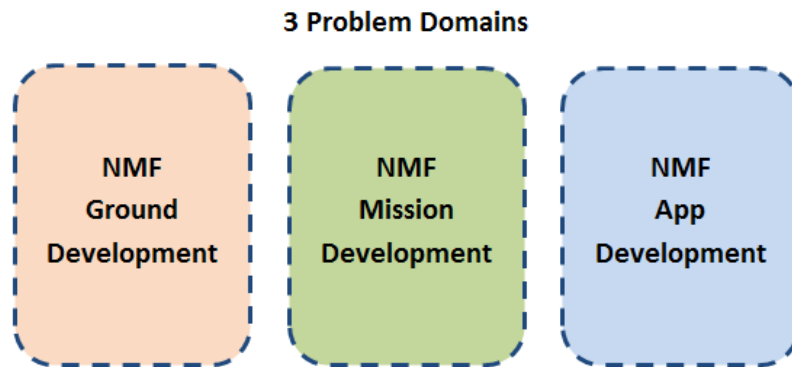 3 Problem Domains
NMF
Ground
Development
NMF
Mission
Development
NMF
App
Development